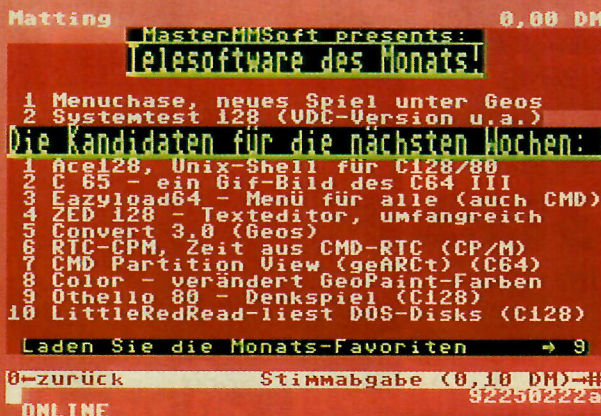 Matting 0,00 DM
MasterMMSoft presents:
Telesoftware des Monats!
1 Menuchase, neues Spiel unter Geos
2 Systemtest 128 (VDC-Version u.a.)
Die Kandidaten für die nächsten Wochen:
1 Ace128, Unix-Shell für C128/80
2 C 65 - ein Gif-Bild des C64 III
3 Eazyload64 - Menü für alle (auch CMD)
4 ZED 128 - Texteditor, umfangreich
5 Convert 3.0 (Geos)
6 RTC-CPM, Zeit aus CMD-RTC (CP/M)
7 CMD Partition View (geARCt) (C64)
8 Color - verändert GeoPaint-Farben
9 Othello 80 - Denkspiel (C128)
10 LittleRedRead-liest DOS-Disks (C128)
Laden Sie die Monats-Favoriten → 9
0←zurück Stimmabgabe (0,10 DM)→#
92250222a
ONLINE